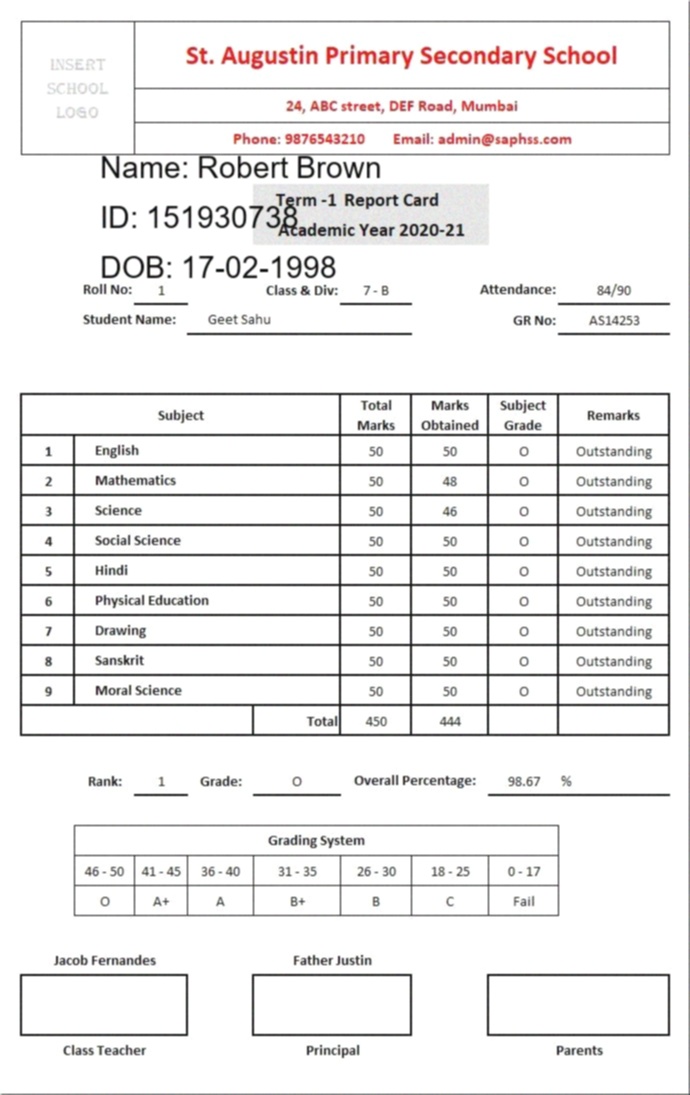 INSERT
SCHOOL
LOGO
St. Augustin Primary Secondary School
24, ABC street, DEF Road, Mumbai
Phone: 9876543210 Email: admin@saphss.com
Name: Robert Brown
Term -1 Report Card
ID: 151930738
Academic Year 2020-21
DOB: 17-02-1998
Roll No: 1 Class & Div: 7 - B Attendance: 84/90
Student Name: Geet Sahu GR No: AS14253
Subject Total Marks Marks Obtained Subject Grade Remarks
1 English 50 50 O Outstanding
2 Mathematics 50 48 O Outstanding
3 Science 50 46 O Outstanding
4 Social Science 50 50 O Outstanding
5 Hindi 50 50 O Outstanding
6 Physical Education 50 50 O Outstanding
7 Drawing 50 50 O Outstanding
8 Sanskrit 50 50 O Outstanding
9 Moral Science 50 50 O Outstanding
Total 450 444
Rank: 1 Grade: O Overall Percentage: 98.67 %
Grading System
46 - 50 41 - 45 36 - 40 31 - 35 26 - 30 18 - 25 0 - 17
O A+ A B+ B C Fail
Jacob Fernandes Father Justin
Class Teacher Principal Parents